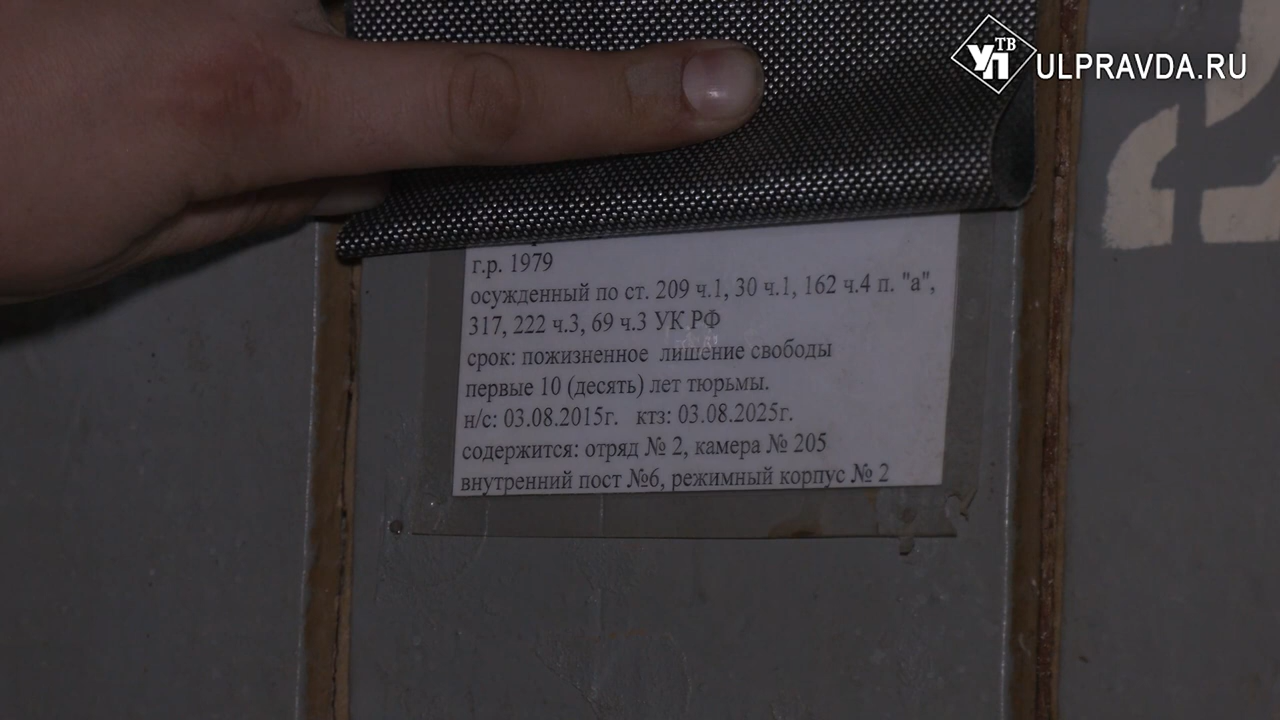 УП ТВ ULPRAVDA.RU
г.р. 1979
осужденный по ст. 209 ч.1, 30 ч.1, 162 ч.4 п. "а",
317, 222 ч.3, 69 ч.3 УК РФ
срок: пожизненное лишение свободы
первые 10 (десять) лет тюрьмы.
н/с: 03.08.2015г. ктз: 03.08.2025г.
содержится: отряд № 2, камера № 205
внутренний пост №6, режимный корпус № 2